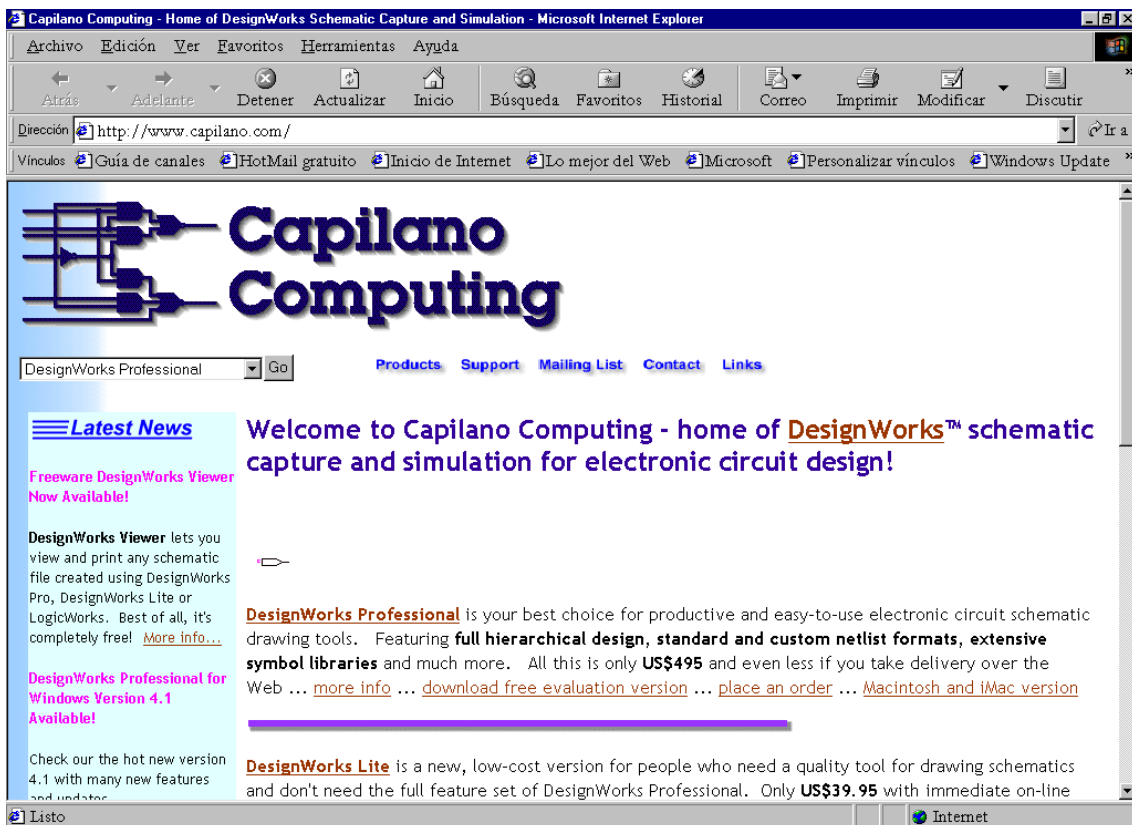 Capilano Computing - Home of DesignWorks Schematic Capture and Simulation - Microsoft Internet Explorer
Archivo Edición Ver Favoritos Herramientas Ayuda
Atrás Adelante Detener Actualizar Inicio Búsqueda Favoritos Historial Correo Imprimir Modificar Discutir »
Dirección http://www.capilano.com/ Ir a
Vínculos Guía de canales HotMail gratuito Inicio de Internet Lo mejor del Web Microsoft Personalizar vínculos Windows Update »
Capilano
Computing
DesignWorks Professional Go
Products Support Mailing List Contact Links
Latest News
Freeware DesignWorks Viewer
Now Available!
DesignWorks Viewer lets you
view and print any schematic
file created using DesignWorks
Pro, DesignWorks Lite or
LogicWorks. Best of all, it's
completely free! More info...
DesignWorks Professional for
Windows Version 4.1
Available!
Check our the hot new version
4.1 with many new features
and updates
Welcome to Capilano Computing - home of DesignWorks™ schematic
capture and simulation for electronic circuit design!
DesignWorks Professional is your best choice for productive and easy-to-use electronic circuit schematic
drawing tools. Featuring full hierarchical design, standard and custom netlist formats, extensive
symbol libraries and much more. All this is only US$495 and even less if you take delivery over the
Web ... more info ... download free evaluation version ... place an order ... Macintosh and iMac version
DesignWorks Lite is a new, low-cost version for people who need a quality tool for drawing schematics
and don't need the full feature set of DesignWorks Professional. Only US$39.95 with immediate on-line
Listo Internet